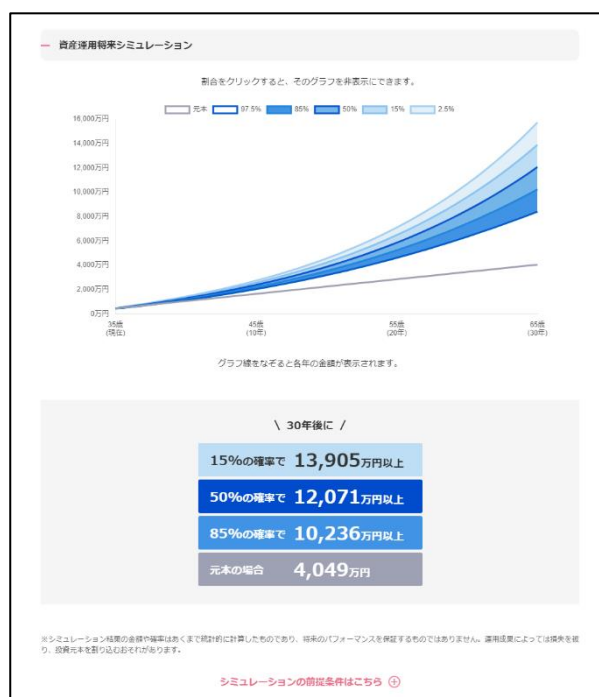 資産運用将来シミュレーション
割合をクリックすると、そのグラフを非表示にできます。
元本 97.5% 85% 50% 15% 2.5%
16,000万円
14,000万円
12,000万円
10,000万円
8,000万円
6,000万円
4,000万円
2,000万円
0万円
35歳 45歳 55歳 65歳
(現在) (10年) (20年) (30年)
グラフ線をなぞると各年の金額が表示されます。
\ 30年後に /
15%の確率で 13,905万円以上
50%の確率で 12,071万円以上
85%の確率で 10,236万円以上
元本の場合 4,049万円
※シミュレーション結果の金額や確率はあくまで統計的に計算したものであり、将来のパフォーマンスを保証するものではありません。運用成果によっては損失を被
り、投資元本を割り込むおそれがあります。
シミュレーションの前提条件はこちら